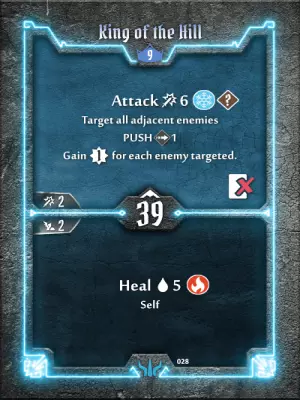 King of the Hill
9
Attack 6 ?
Target all adjacent enemies
PUSH 1
Gain 1 for each enemy targeted.
2
39
2
Heal 5
Self
028